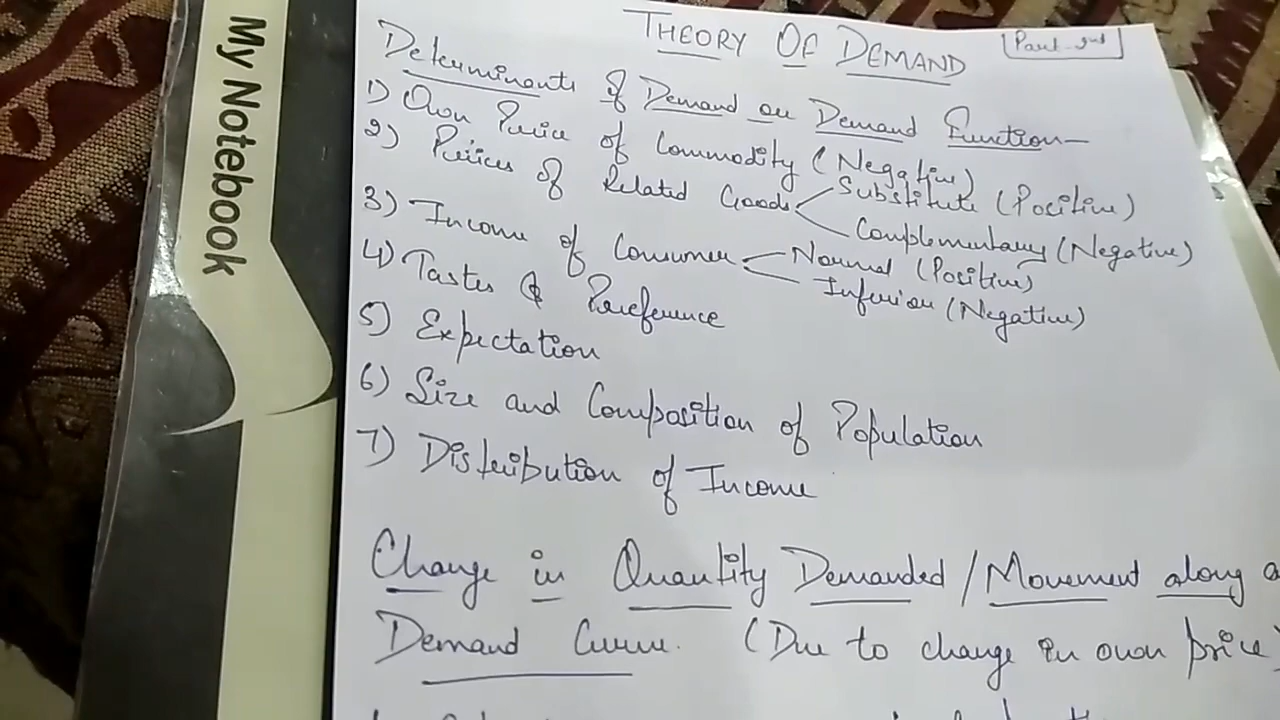 My Notebook
THEORY OF DEMAND
Determinants of Demand or Demand Function—
1) Own Price of Commodity (Negative)
2) Prices of Related Goods Substitute (Positive)
Complementary (Negative)
3) Income of Consumer Normal (Positive)
Inferior (Negative)
4) Tastes & Preference
5) Expectation
6) Size and Composition of Population
7) Distribution of Income
Change in Quantity Demanded / Movement along a
Demand Curve. (Due to change in own price)